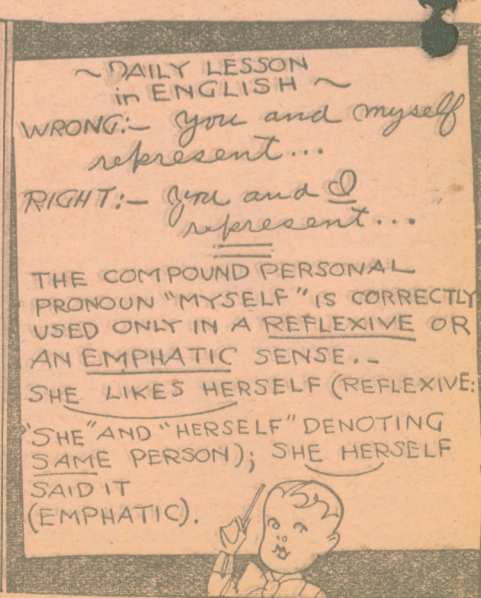 ~ DAILY LESSON
in ENGLISH ~
WRONG:– You and myself
represent...
RIGHT:– You and I
represent...
THE COMPOUND PERSONAL
PRONOUN "MYSELF" IS CORRECTLY
USED ONLY IN A REFLEXIVE OR
AN EMPHATIC SENSE.–
SHE LIKES HERSELF (REFLEXIVE:
"SHE" AND "HERSELF" DENOTING
SAME PERSON); SHE HERSELF
SAID IT
(EMPHATIC).